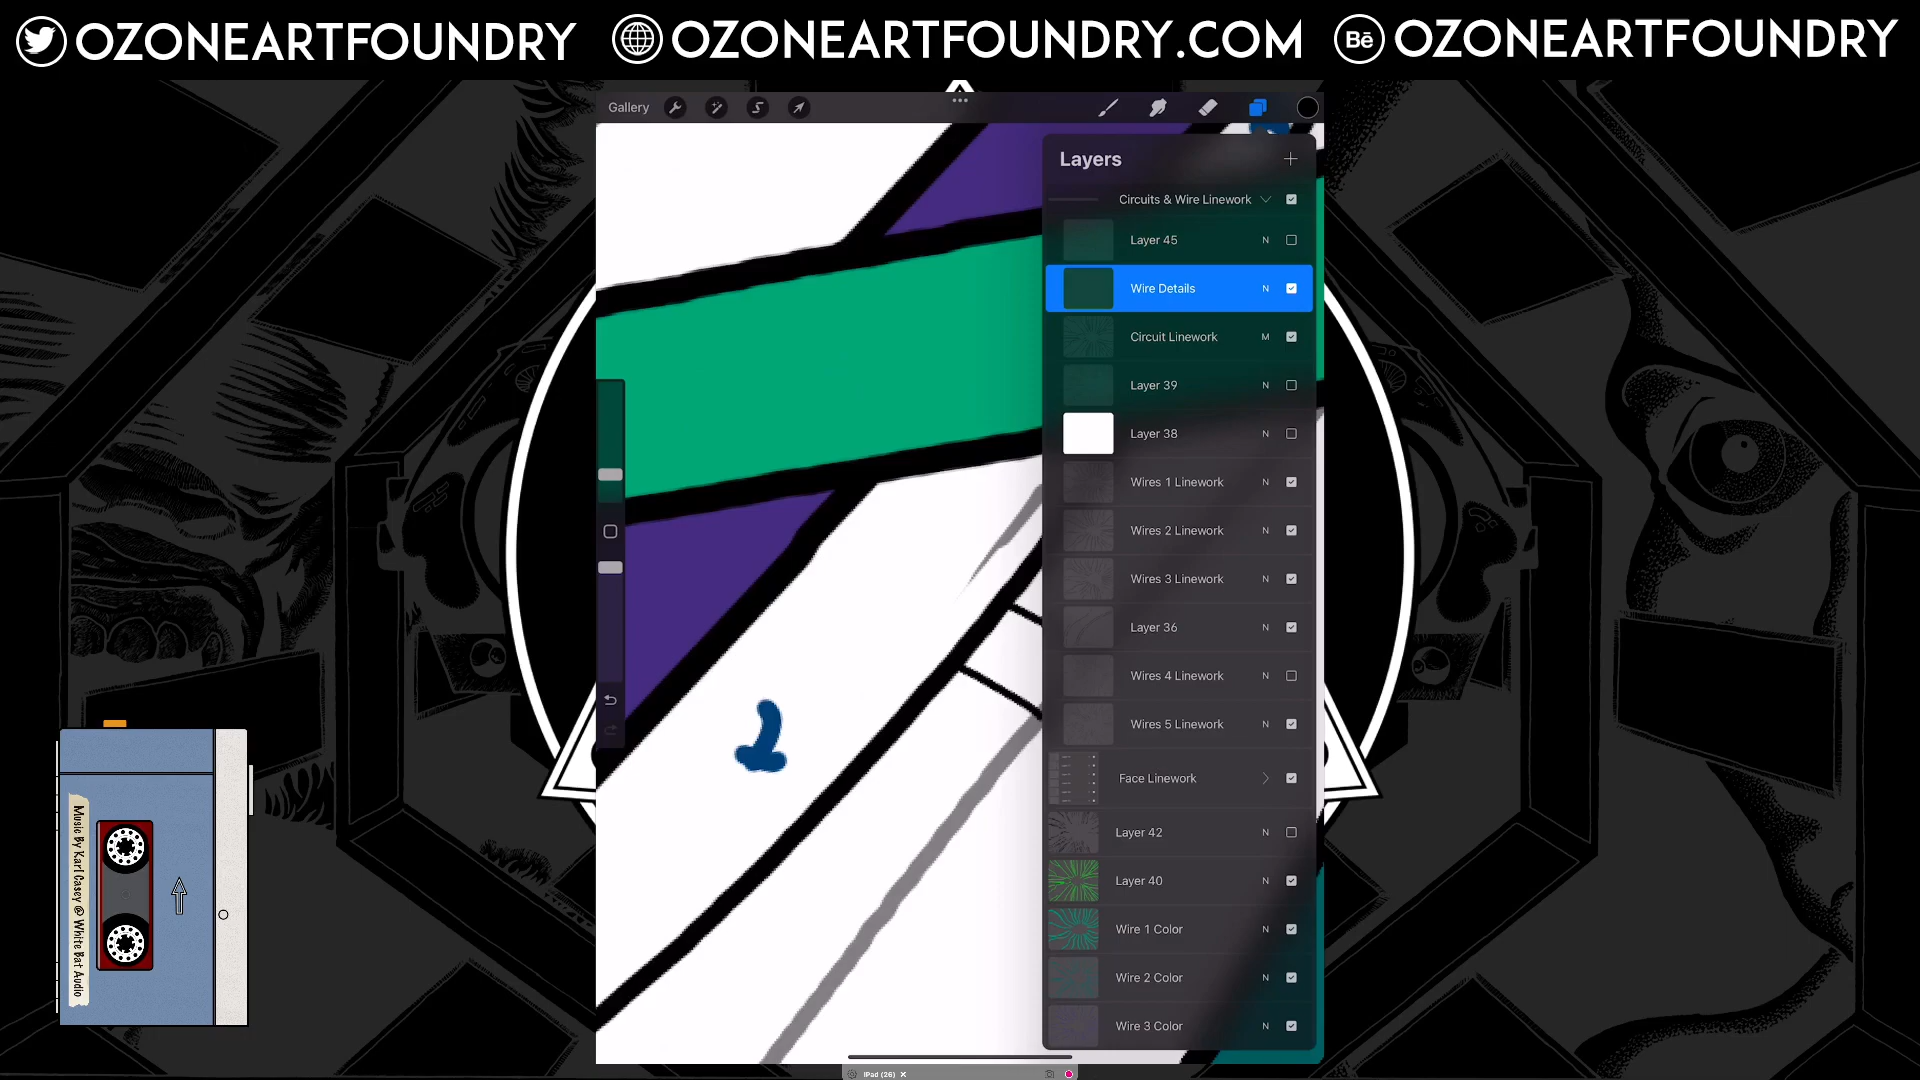 OZONEARTFOUNDRY
OZONEARTFOUNDRY.COM
Bē OZONEARTFOUNDRY
Gallery
Layers
Circuits & Wire Linework
Layer 45 N
Wire Details N
Circuit Linework M
Layer 39 N
Layer 38 N
Wires 1 Linework N
Wires 2 Linework N
Wires 3 Linework N
Layer 36 N
Wires 4 Linework N
Wires 5 Linework N
Face Linework
Layer 42 N
Layer 40 N
Wire 1 Color N
Wire 2 Color N
Wire 3 Color N
Music By Karl Casey @ White Bat Audio
iPad (26)